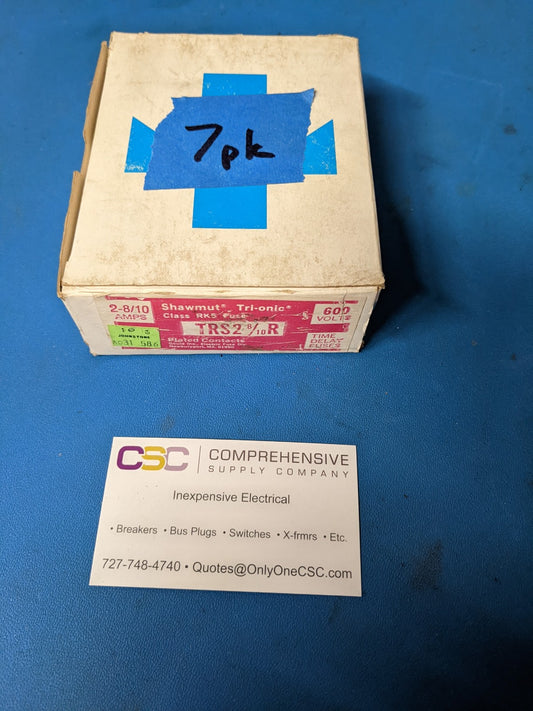 7pk
2-8/10
AMPS
Shawmut® Tri-onic®
Class RK5 Fuse
TRS2 8/10R
Plated Contacts
600
VOLTS
TIME
DELAY
FUSES
JOHNSTONE
CSC COMPREHENSIVE
SUPPLY COMPANY
Inexpensive Electrical
• Breakers • Bus Plugs • Switches • X-frmrs • Etc.
727-748-4740 • Quotes@OnlyOneCSC.com